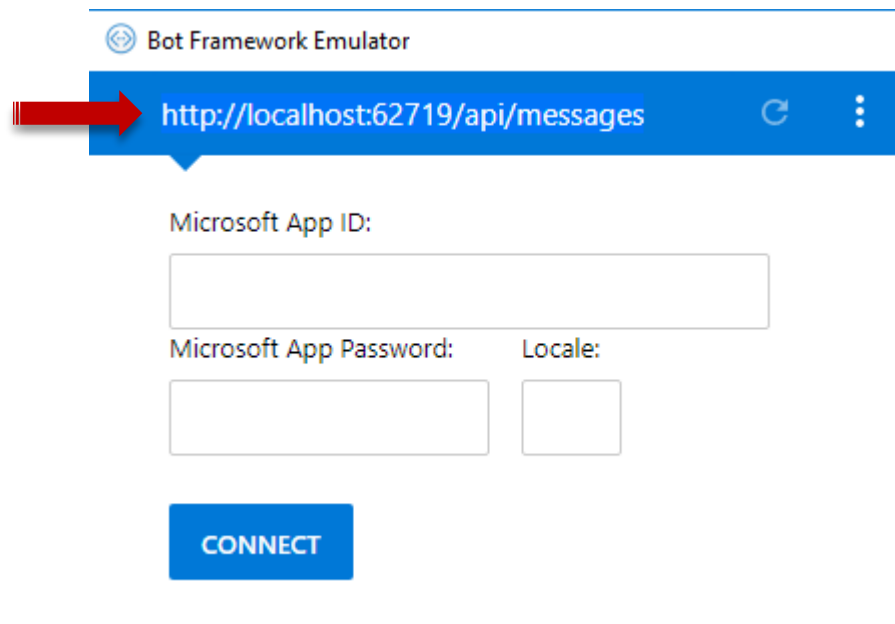 Bot Framework Emulator
http://localhost:62719/api/messages
Microsoft App ID:
Microsoft App Password: Locale:
CONNECT